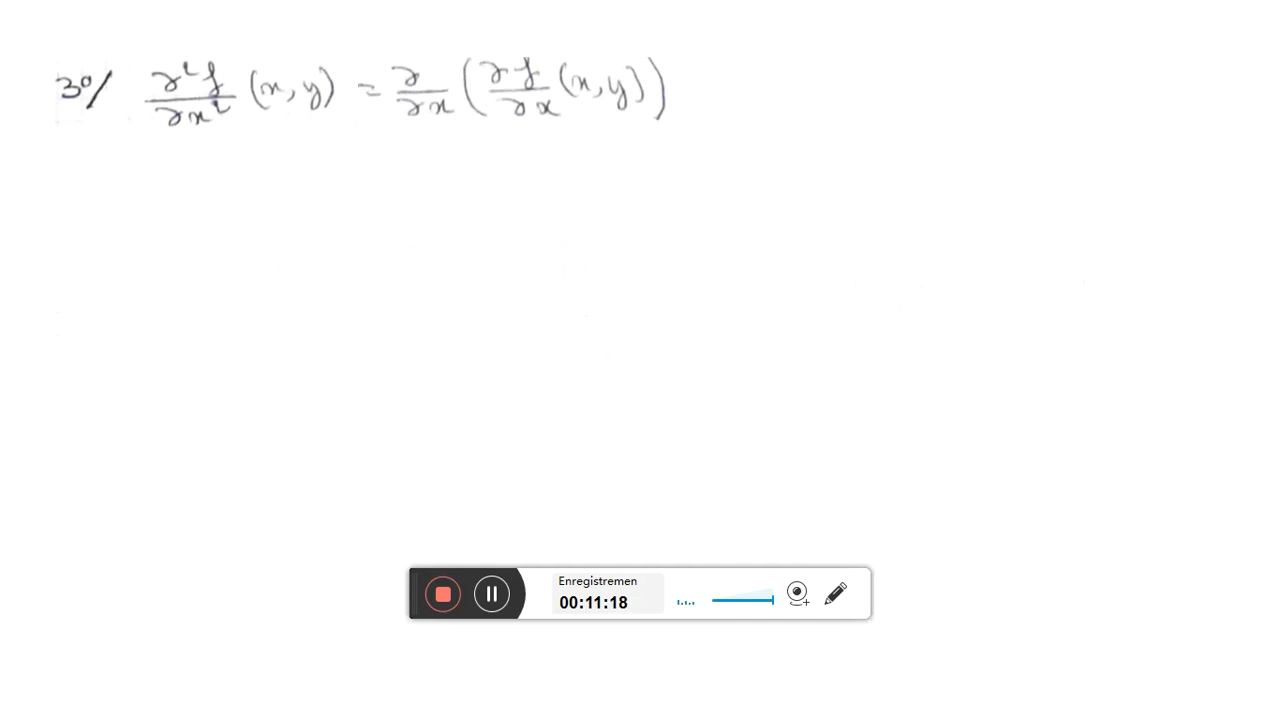 3°/ ∂²f/∂x² (x, y) = ∂/∂x (∂f/∂x (x, y))
Enregistremen
00:11:18